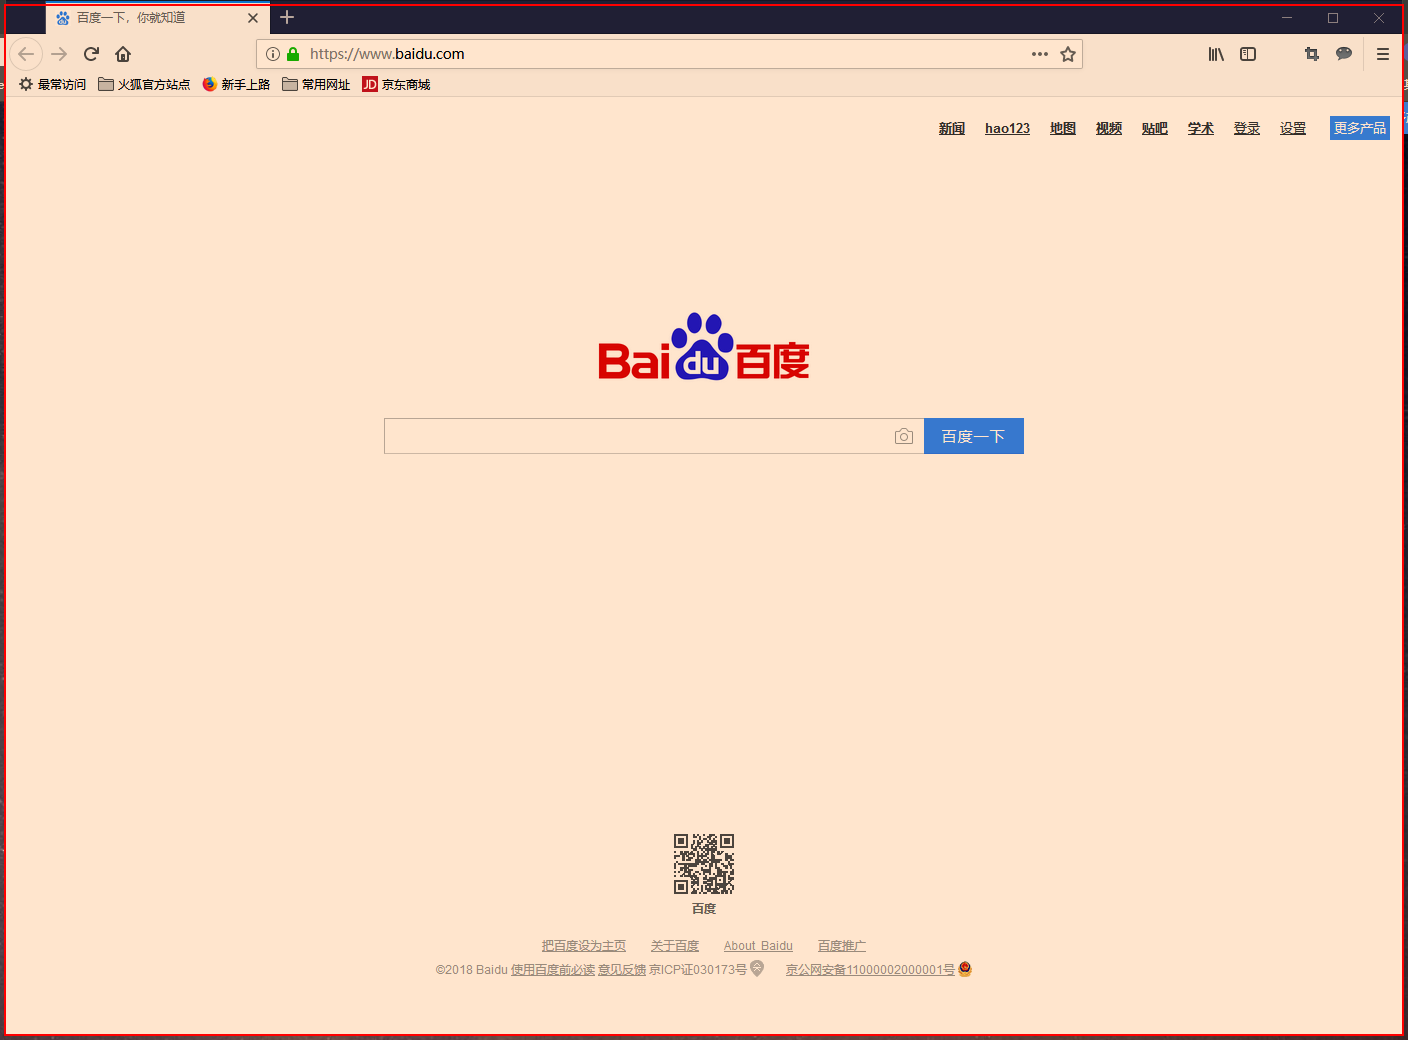 百度一下，你就知道
https://www.baidu.com
最常访问 火狐官方站点 新手上路 常用网址 JD 京东商城
新闻 hao123 地图 视频 贴吧 学术 登录 设置 更多产品
Bai du 百度
百度一下
百度
把百度设为主页 关于百度 About Baidu 百度推广
©2018 Baidu 使用百度前必读 意见反馈 京ICP证030173号 京公网安备11000002000001号